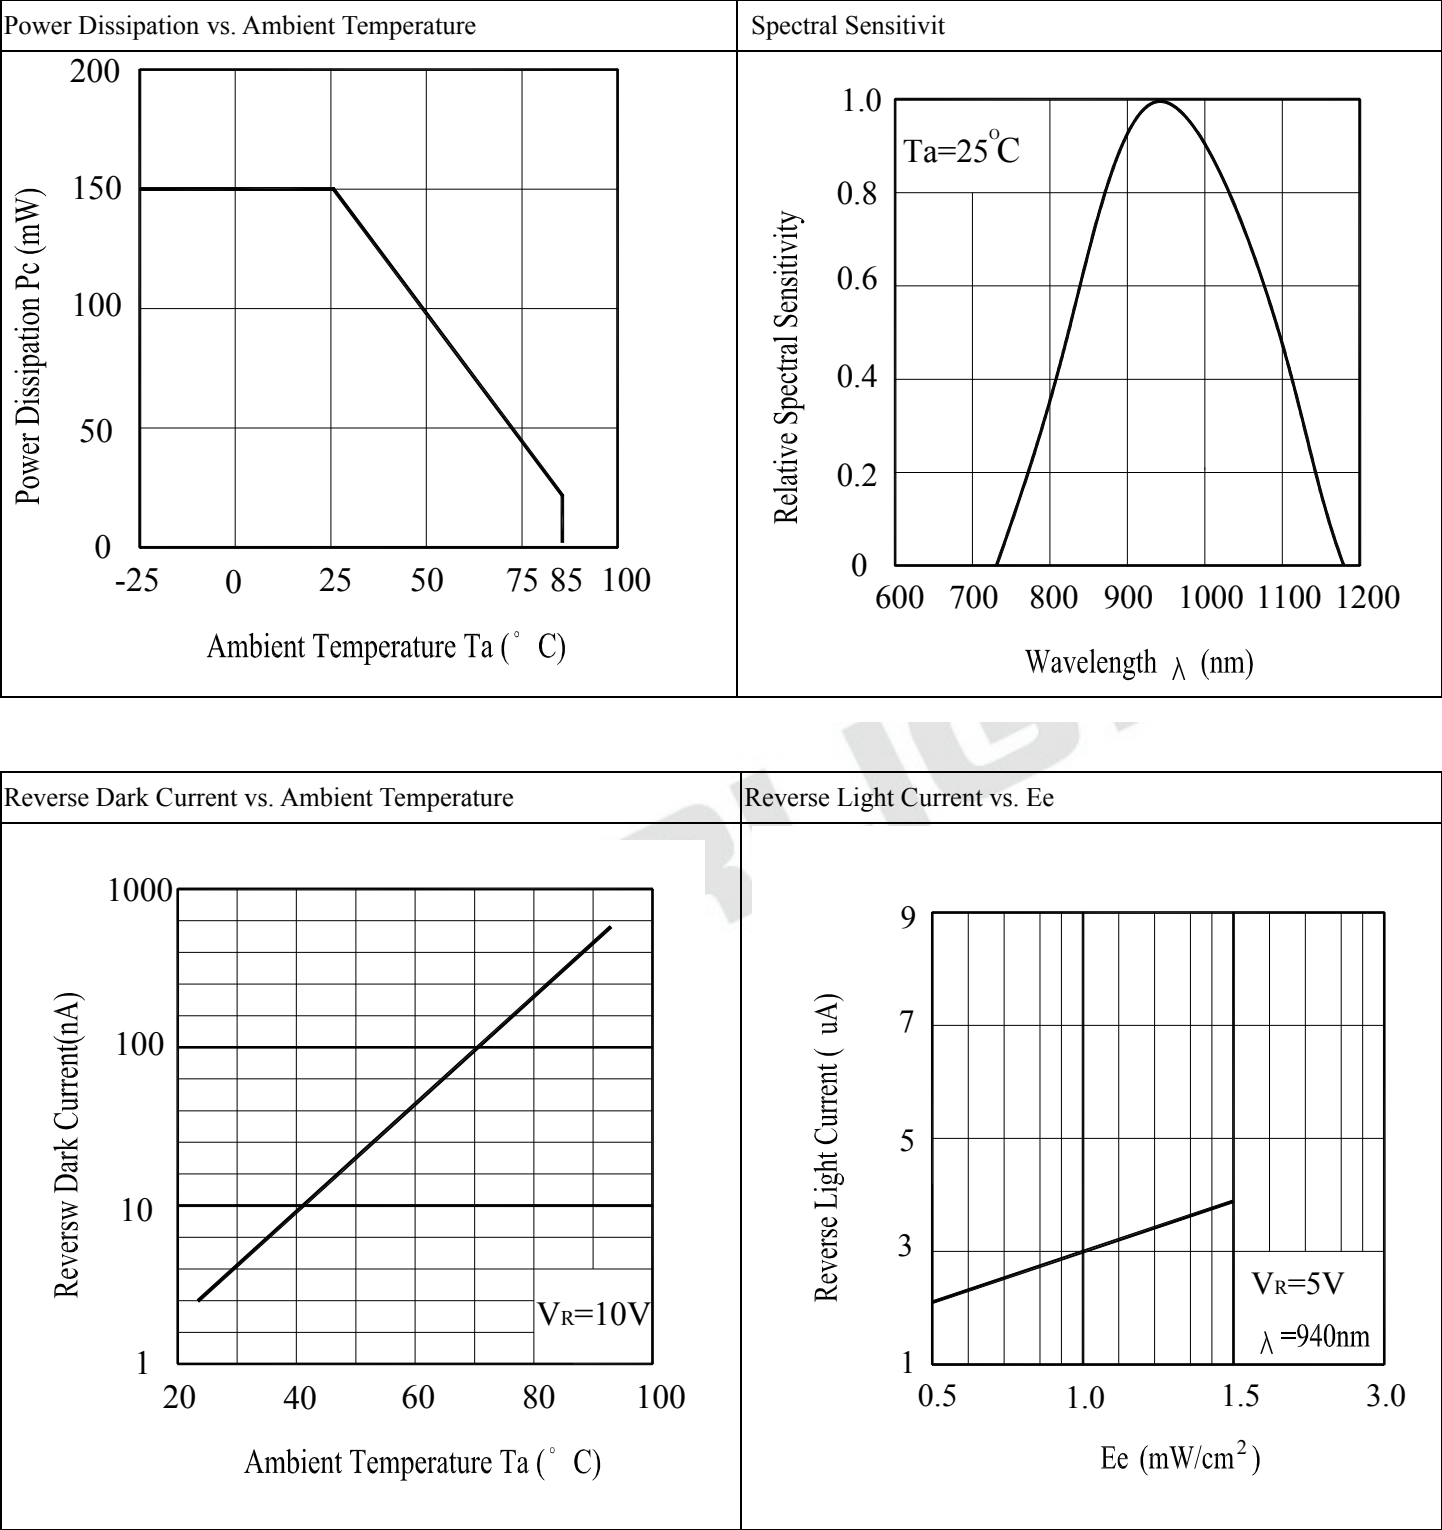 Power Dissipation vs. Ambient Temperature
200
150
100
50
0
-25 0 25 50 75 85 100
Power Dissipation Pc (mW)
Ambient Temperature Ta ( ° C)
Spectral Sensitivit
1.0
0.8
0.6
0.4
0.2
0
Ta=25°C
600 700 800 900 1000 1100 1200
Relative Spectral Sensitivity
Wavelength λ (nm)
Reverse Dark Current vs. Ambient Temperature
1000
100
10
1
VR=10V
20 40 60 80 100
Reversw Dark Current(nA)
Ambient Temperature Ta ( ° C)
Reverse Light Current vs. Ee
9
7
5
3
1
VR=5V
λ =940nm
0.5 1.0 1.5 3.0
Reverse Light Current ( uA)
Ee (mW/cm²)